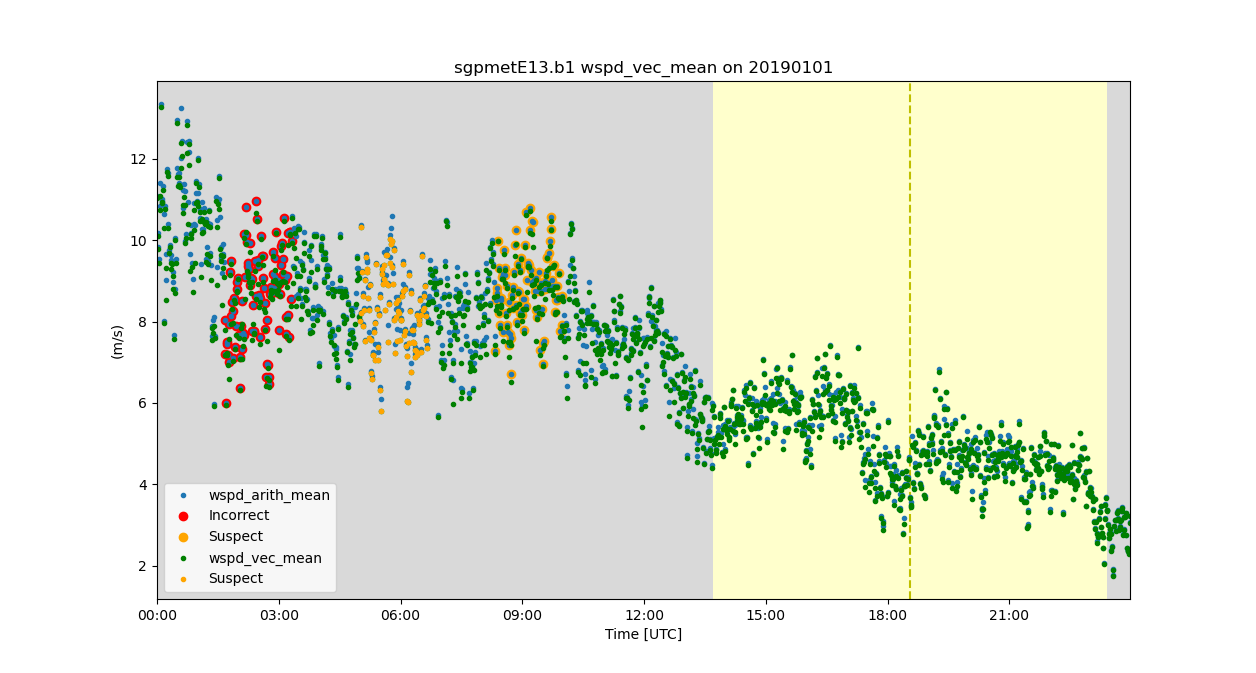 sgpmetE13.b1 wspd_vec_mean on 20190101
(m/s)
12
10
8
6
4
2
wspd_arith_mean
Incorrect
Suspect
wspd_vec_mean
Suspect
00:00 03:00 06:00 09:00 12:00 15:00 18:00 21:00
Time [UTC]